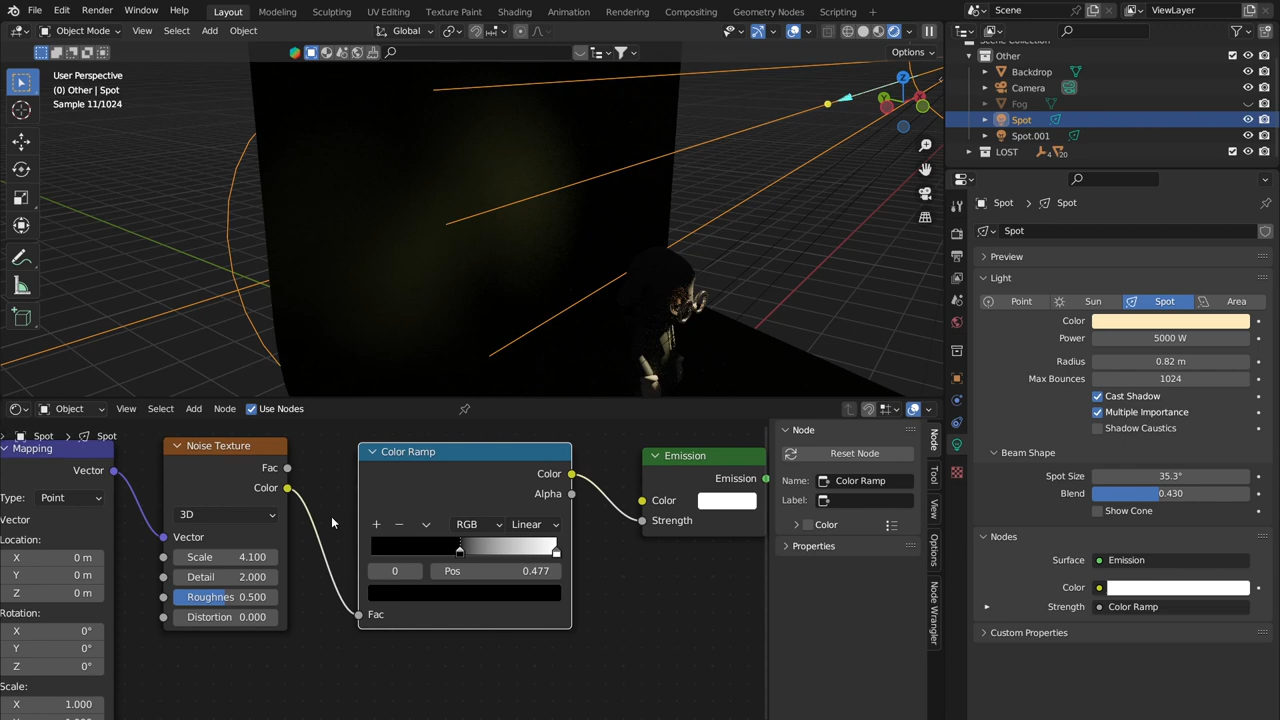 File Edit Render Window Help Layout Modeling Sculpting UV Editing Texture Paint Shading Animation Rendering Compositing Geometry Nodes Scripting Scene ViewLayer
Object Mode View Select Add Object Global
Options
User Perspective
(0) Other | Spot
Sample 11/1024
Z
Y
Other
Backdrop
Camera
Fog
Spot
Spot.001
LOST 4 20
Spot Spot
Spot
Preview
Light
Point Sun Spot Area
Color
Power 5000 W
Radius 0.82 m
Max Bounces 1024
Cast Shadow
Multiple Importance
Shadow Caustics
Beam Shape
Spot Size 35.3°
Blend 0.430
Show Cone
Nodes
Surface Emission
Color
Strength Color Ramp
Custom Properties
Object View Select Add Node Use Nodes
Spot Spot
Mapping
Vector
Type: Point
Vector
Location:
X 0 m
Y 0 m
Z 0 m
Rotation:
X 0°
Y 0°
Z 0°
Scale:
X 1.000
Noise Texture
Fac
Color
3D
Vector
Scale 4.100
Detail 2.000
Roughnes 0.500
Distortion 0.000
Color Ramp
Color
Alpha
RGB Linear
0 Pos 0.477
Fac
Emission
Emission
Color
Strength
Node
Reset Node
Name: Color Ramp
Label:
Color
Properties
Node
Tool
View
Options
Node Wrangler